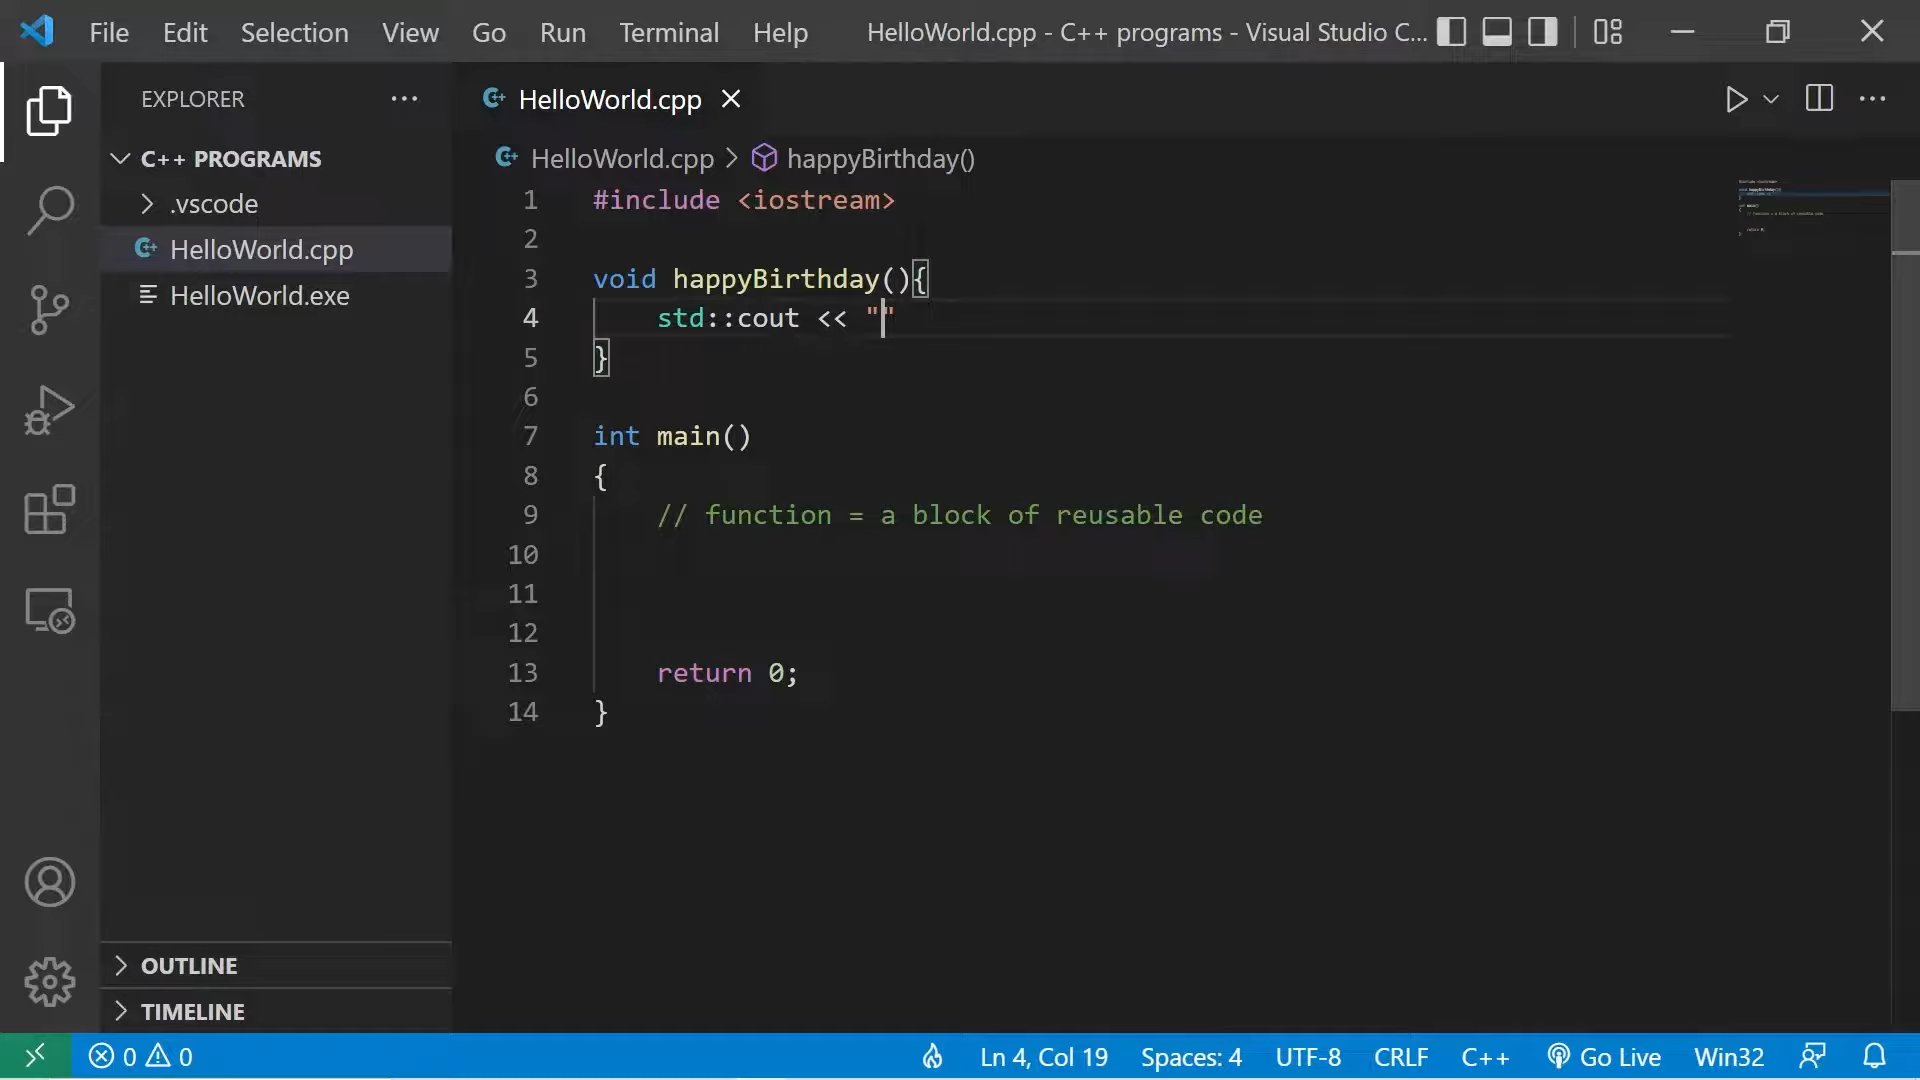 File Edit Selection View Go Run Terminal Help HelloWorld.cpp - C++ programs - Visual Studio C...
EXPLORER
C++ PROGRAMS
.vscode
HelloWorld.cpp
HelloWorld.exe
OUTLINE
TIMELINE
HelloWorld.cpp
HelloWorld.cpp > happyBirthday()
1 #include <iostream>
2
3 void happyBirthday(){
4     std::cout << ""
5 }
6
7 int main()
8 {
9     // function = a block of reusable code
10
11
12
13     return 0;
14 }
0 0 Ln 4, Col 19 Spaces: 4 UTF-8 CRLF C++ Go Live Win32